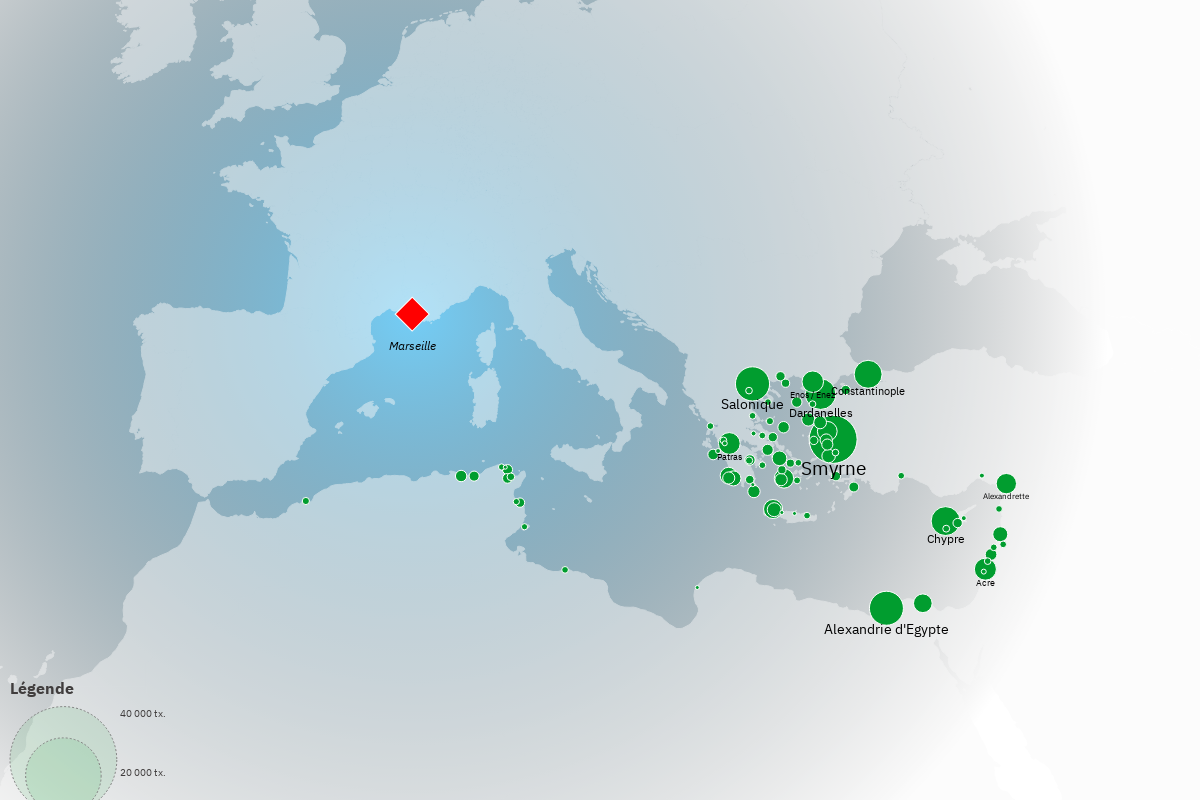 Marseille
Constantinople
Enos / Enez
Salonique
Dardanelles
Patras
Smyrne
Alexandrette
Chypre
Acre
Alexandrie d'Egypte
Légende
40 000 tx.
20 000 tx.